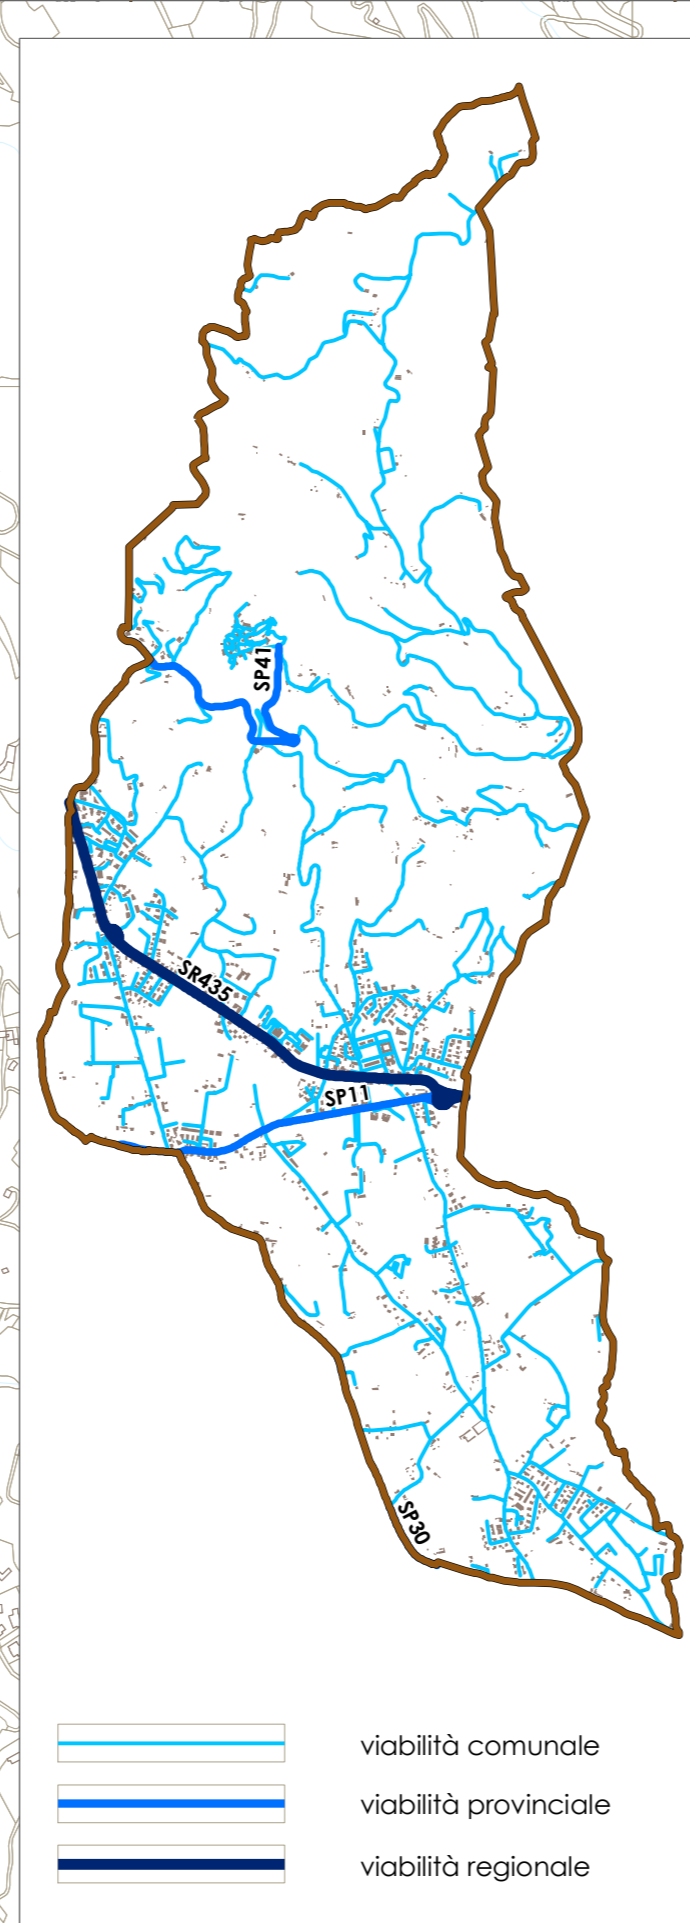 SP41
SR435
SP11
SP30
viabilità comunale
viabilità provinciale
viabilità regionale